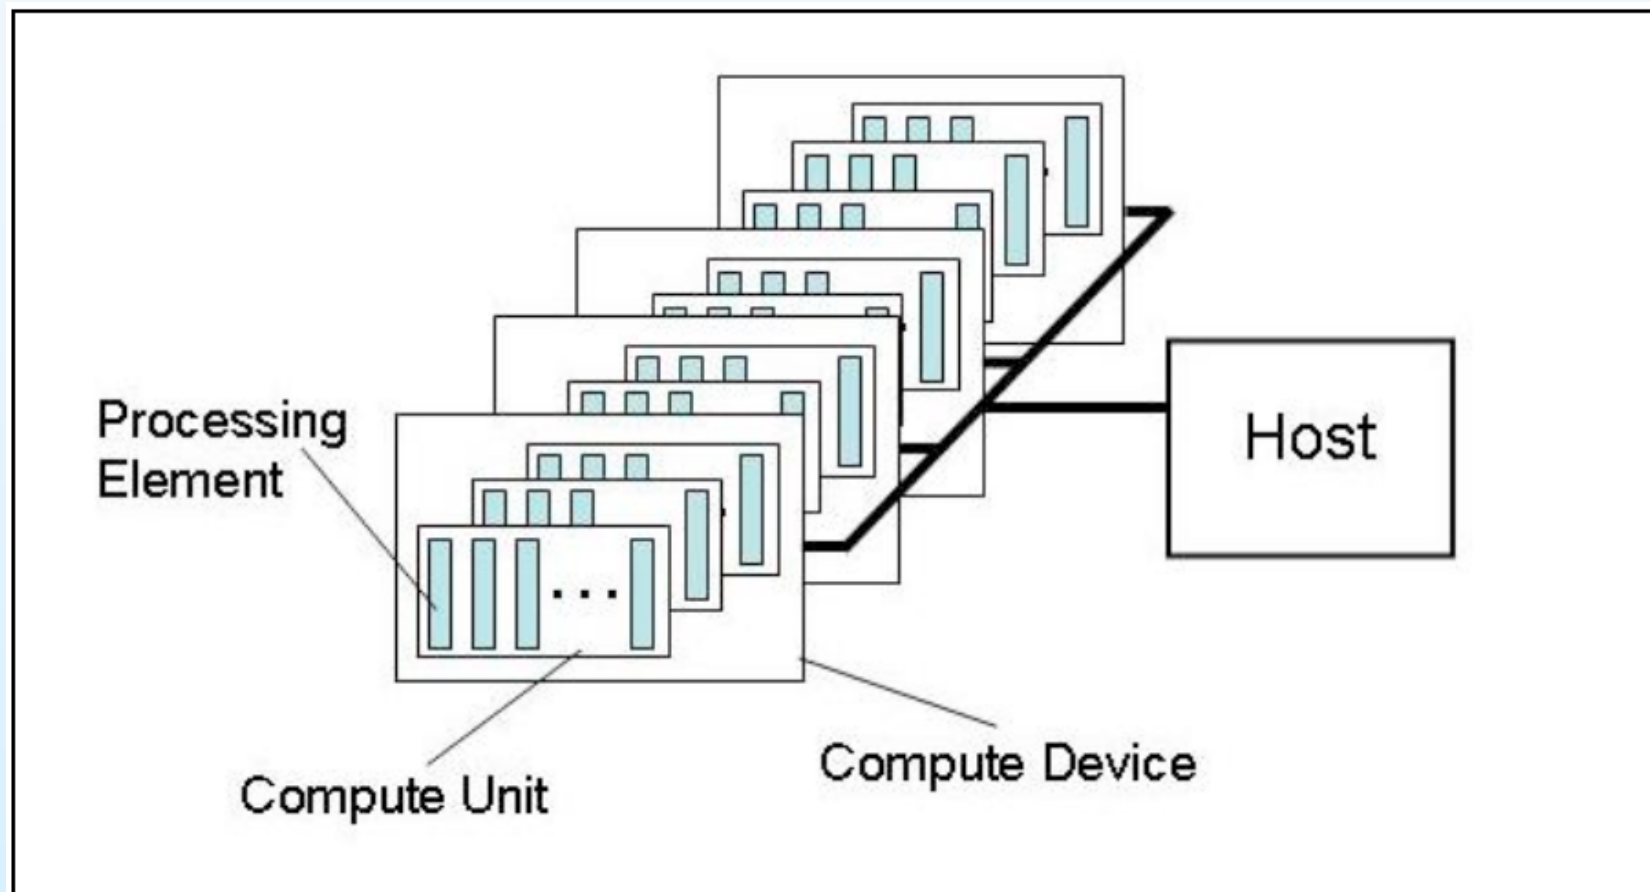 Processing
Element
Host
Compute Unit
Compute Device